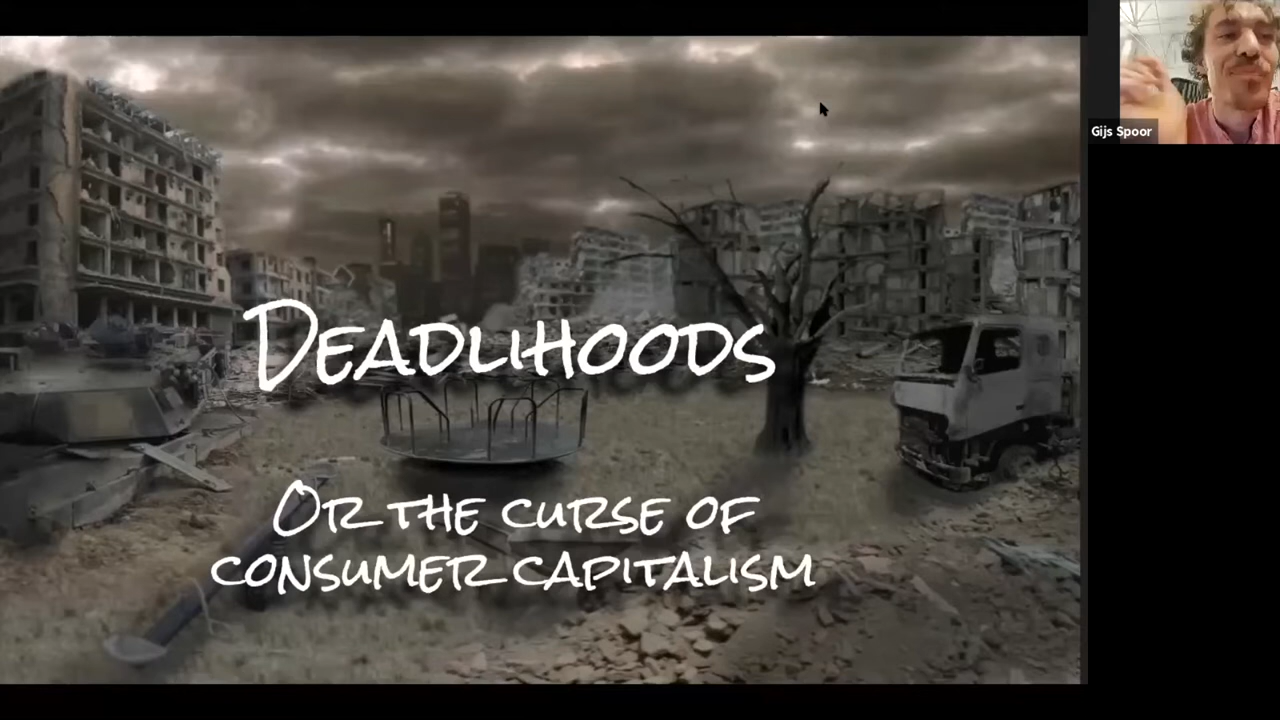 Deadlihoods
Or the curse of
consumer capitalism
Gijs Spoor